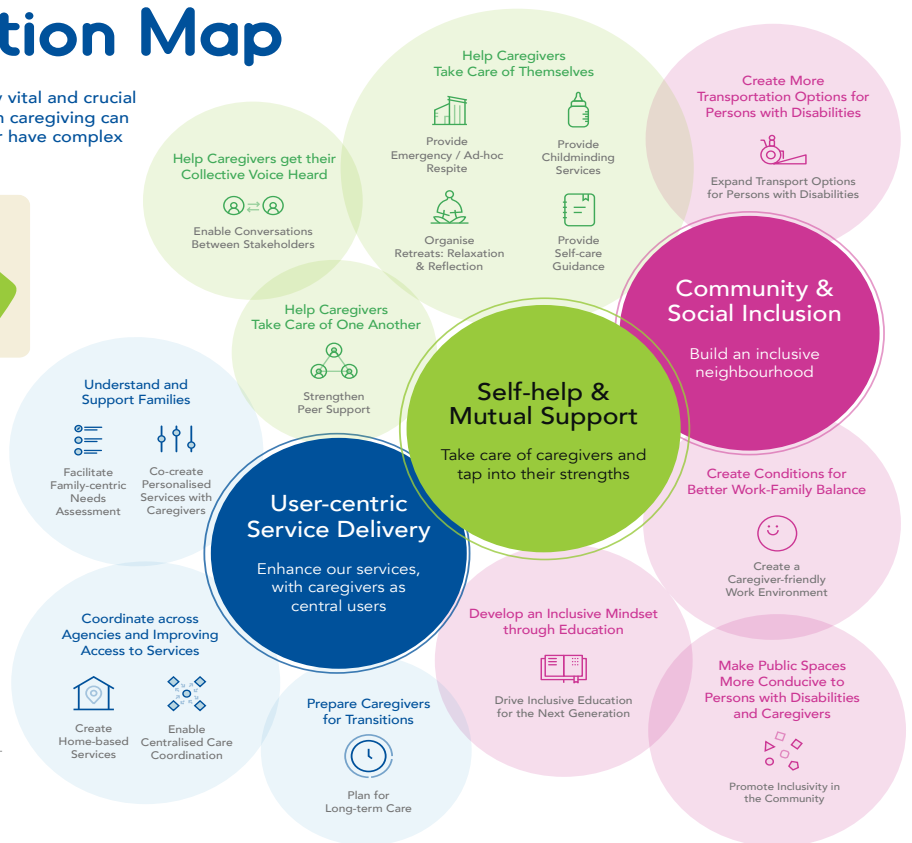 tion Map
vital and crucial
n caregiving can
have complex
Help Caregivers
Take Care of Themselves
Provide
Emergency / Ad-hoc
Respite
Provide
Childminding
Services
Organise
Retreats: Relaxation
& Reflection
Provide
Self-care
Guidance
Create More
Transportation Options for
Persons with Disabilities
Expand Transport Options
for Persons with Disabilities
Help Caregivers get their
Collective Voice Heard
Enable Conversations
Between Stakeholders
Help Caregivers
Take Care of One Another
Strengthen
Peer Support
Community &
Social Inclusion
Build an inclusive
neighbourhood
Self-help &
Mutual Support
Take care of caregivers and
tap into their strengths
Understand and
Support Families
Facilitate
Family-centric
Needs
Assessment
Co-create
Personalised
Services with
Caregivers
User-centric
Service Delivery
Enhance our services,
with caregivers as
central users
Create Conditions for
Better Work-Family Balance
Create a
Caregiver-friendly
Work Environment
Coordinate across
Agencies and Improving
Access to Services
Create
Home-based
Services
Enable
Centralised Care
Coordination
Prepare Caregivers
for Transitions
Plan for
Long-term Care
Develop an Inclusive Mindset
through Education
Drive Inclusive Education
for the Next Generation
Make Public Spaces
More Conducive to
Persons with Disabilities
and Caregivers
Promote Inclusivity in
the Community